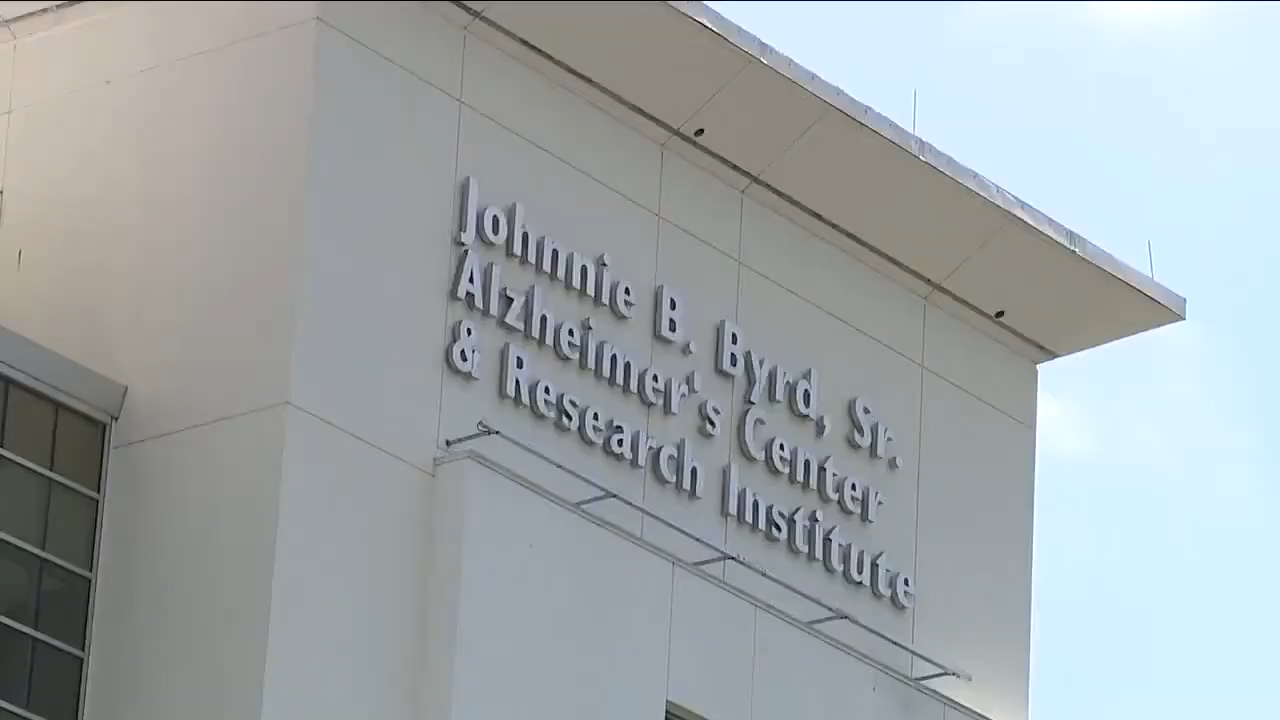 Johnnie B. Byrd, Sr.
Alzheimer's Center
& Research Institute